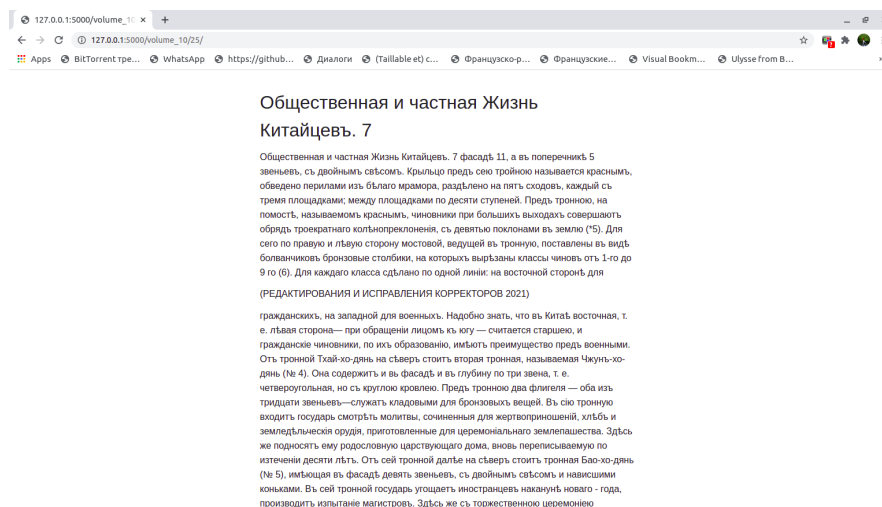 127.0.0.1:5000/volume_10
127.0.0.1:5000/volume_10/25/
Apps BitTorrent тре... WhatsApp https://github... Диалоги (Taillable et) с... Французско-р... Французские... Visual Bookm... Ulysse from B...
Общественная и частная Жизнь
Китайцевъ. 7
Общественная и частная Жизнь Китайцевъ. 7 фасадѣ 11, а въ поперечникѣ 5
звеньевъ, съ двойнымъ свѣсомъ. Крыльцо предъ сею тройною называется краснымъ,
обведено перилами изъ бѣлаго мрамора, раздѣлено на пять сходовъ, каждый съ
тремя площадками; между площадками по десяти ступеней. Предъ тронною, на
помостѣ, называемомъ краснымъ, чиновники при большихъ выходахъ совершаютъ
обрядъ троекратнаго колѣнопреклоненія, съ девятью поклонами въ землю (*5). Для
сего по правую и лѣвую сторону мостовой, ведущей въ тронную, поставлены въ видѣ
болванчиковъ бронзовые столбики, на которыхъ вырѣзаны классы чиновъ отъ 1-го до
9 го (6). Для каждаго класса сдѣлано по одной линіи: на восточной сторонѣ для
(РЕДАКТИРОВАНИЯ И ИСПРАВЛЕНИЯ КОРРЕКТОРОВ 2021)
гражданскихъ, на западной для военныхъ. Надобно знать, что въ Китаѣ восточная, т.
е. лѣвая сторона— при обращеніи лицомъ къ югу — считается старшею, и
гражданскіе чиновники, по ихъ образованію, имѣютъ преимущество предъ военными.
Отъ тронной Тхай-хо-дянь на сѣверъ стоитъ вторая тронная, называемая Чжунъ-хо-
дянь (№ 4). Она содержитъ и вь фасадѣ и въ глубину по три звена, т. е.
четвероугольная, но съ круглою кровлею. Предъ тронною два флигеля — оба изъ
тридцати звеньевъ—служатъ кладовыми для бронзовыхъ вещей. Въ сію тронную
входитъ государь смотрѣть молитвы, сочиненныя для жертвоприношеній, хлѣбъ и
земледѣльческія орудія, приготовленные для церемоніальнаго землепашества. Здѣсь
же подносятъ ему родословную царствующаго дома, вновь переписываемую по
изтеченіи десяти лѣтъ. Отъ сей тронной далѣе на сѣверъ стоитъ тронная Бао-хо-дянь
(№ 5), имѣющая въ фасадѣ девять звеньевъ, съ двойнымъ свѣсомъ и нависшими
коньками. Въ сей тронной государь угощаетъ иностранцевъ наканунѣ новаго - года,
производитъ испытаніе магистровъ. Здѣсь же съ торжественною церемоніею